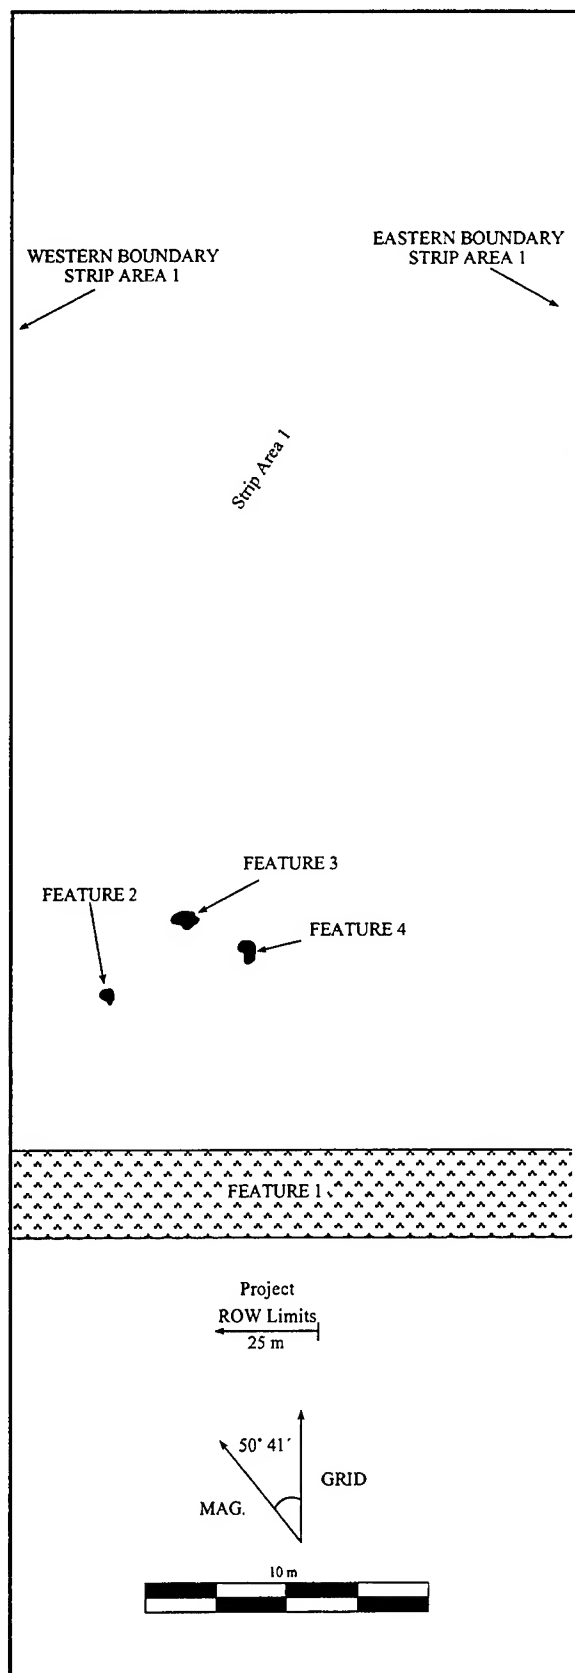 EASTERN BOUNDARY
STRIP AREA 1
WESTERN BOUNDARY
STRIP AREA 1
Strip Area 1
FEATURE 3
FEATURE 2
FEATURE 4
FEATURE 1
Project
ROW Limits
25 m
50° 41´
GRID
MAG.
10 m